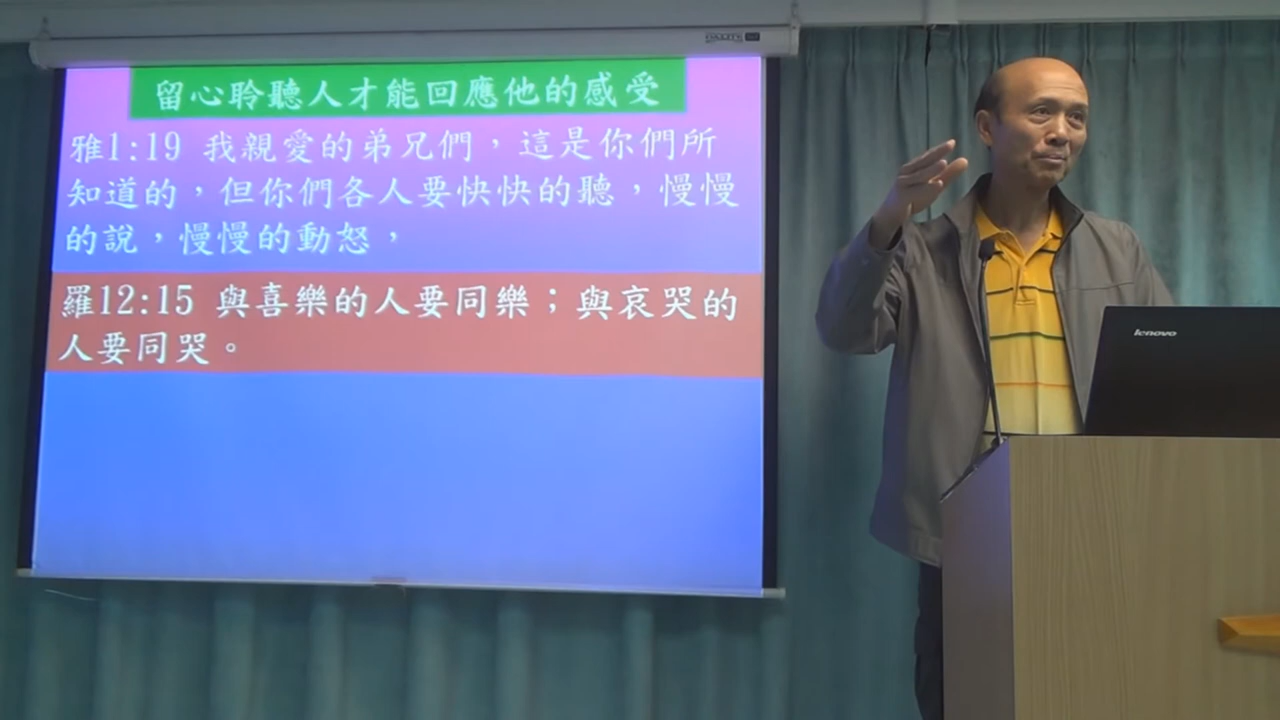 留心聆聽人才能回應他的感受
雅1:19 我親愛的弟兄們，這是你們所
知道的，但你們各人要快快的聽，慢慢
的說，慢慢的動怒，
羅12:15 與喜樂的人要同樂；與哀哭的
人要同哭。
lenovo